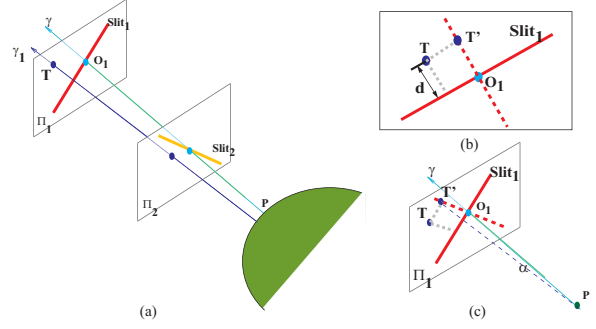 γ
Slit1
γ1
T
O1
Π1
Slit2
P
Π2
(a)
T'
Slit1
T
d
O1
(b)
γ
Slit1
T'
T
O1
Π1
α
P
(c)